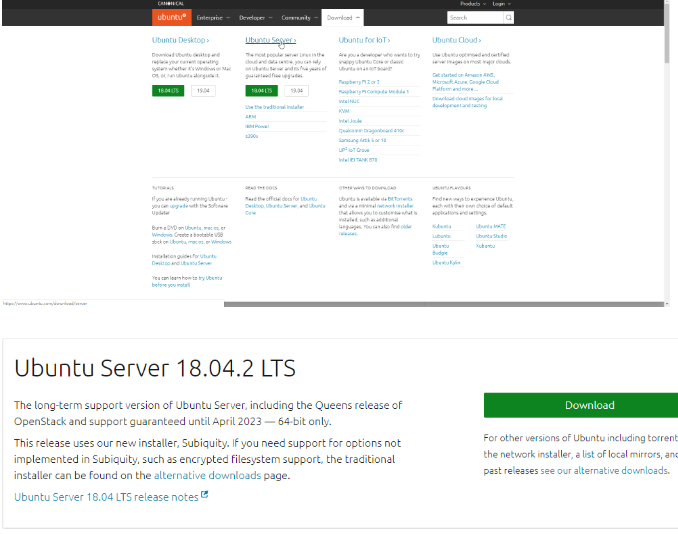 CANONICAL
Products Login
ubuntu Enterprise Developer Community Download Search
Ubuntu Desktop ›
Download Ubuntu desktop and
replace your current operating
system whether it's Windows or Mac
OS, or, run Ubuntu alongside it.
18.04 LTS 19.04
Ubuntu Server ›
The most popular server Linux in the
cloud and data centre, you can rely
on Ubuntu Server and its five years of
guaranteed free upgrades.
18.04 LTS 19.04
Use the traditional installer
ARM
IBM Power
s390x
Ubuntu for IoT ›
Are you a developer who wants to try
snappy Ubuntu Core or classic
Ubuntu on an IoT board?
Raspberry Pi 2 or 3
Raspberry Pi Compute Module 3
Intel NUC
KVM
Intel Joule
Qualcomm Dragonboard 410c
Samsung Artik 5 or 10
UP² IoT Grove
Intel IEI TANK 870
Ubuntu Cloud ›
Use Ubuntu optimised and certified
server images on most major clouds.
Get started on Amazon AWS,
Microsoft Azure, Google Cloud
Platform and more...
Download cloud images for local
development and testing
TUTORIALS
If you are already running Ubuntu -
you can upgrade with the Software
Updater
Burn a DVD on Ubuntu, macOS, or
Windows. Create a bootable USB
stick on Ubuntu, macOS, or Windows
Installation guides for Ubuntu
Desktop and Ubuntu Server
You can learn how to try Ubuntu
before you install
READ THE DOCS
Read the official docs for Ubuntu
Desktop, Ubuntu Server, and Ubuntu
Core
OTHER WAYS TO DOWNLOAD
Ubuntu is available via BitTorrents
and via a minimal network installer
that allows you to customise what is
installed, such as additional
languages. You can also find older
releases.
UBUNTU FLAVOURS
Find new ways to experience Ubuntu,
each with their own choice of default
applications and settings.
Kubuntu Ubuntu MATE
Lubuntu Ubuntu Studio
Ubuntu Xubuntu
Budgie
Ubuntu Kylin
https://www.ubuntu.com/download/server
Ubuntu Server 18.04.2 LTS
The long-term support version of Ubuntu Server, including the Queens release of
OpenStack and support guaranteed until April 2023 — 64-bit only.
This release uses our new installer, Subiquity. If you need support for options not
implemented in Subiquity, such as encrypted filesystem support, the traditional
installer can be found on the alternative downloads page.
Ubuntu Server 18.04 LTS release notes
Download
For other versions of Ubuntu including torrent
the network installer, a list of local mirrors, and
past releases see our alternative downloads.